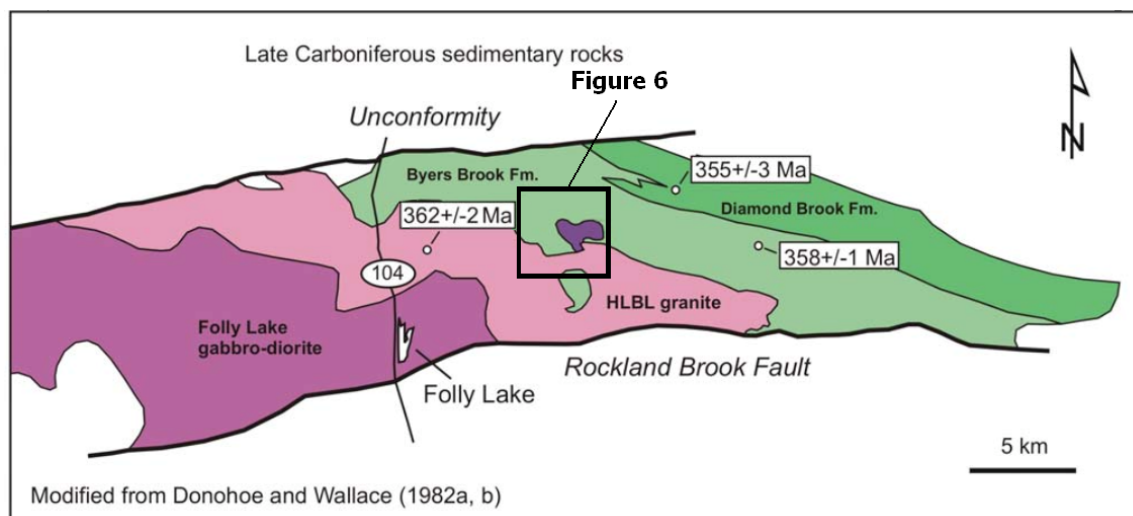 Late Carboniferous sedimentary rocks
Figure 6
Unconformity
N
Byers Brook Fm.
355+/-3 Ma
Diamond Brook Fm.
362+/-2 Ma
358+/-1 Ma
104
HLBL granite
Folly Lake
gabbro-diorite
Rockland Brook Fault
Folly Lake
5 km
Modified from Donohoe and Wallace (1982a, b)